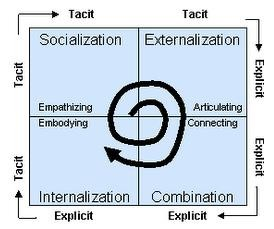 Tacit Tacit
Tacit Socialization Externalization Explicit
Empathizing Articulating
Embodying Connecting
Tacit Internalization Combination Explicit
Explicit Explicit